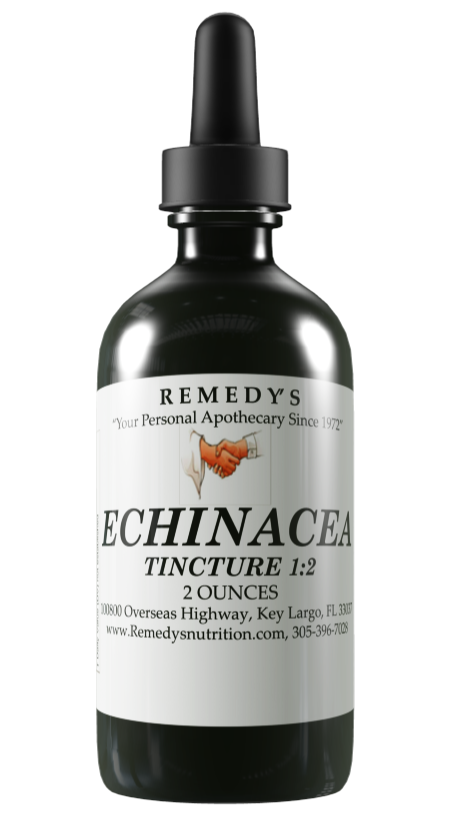 REMEDY'S
"Your Personal Apothecary Since 1972"
ECHINACEA
TINCTURE 1:2
2 OUNCES
100800 Overseas Highway, Key Largo, FL 33037
www.Remedysnutrition.com, 305-396-7028